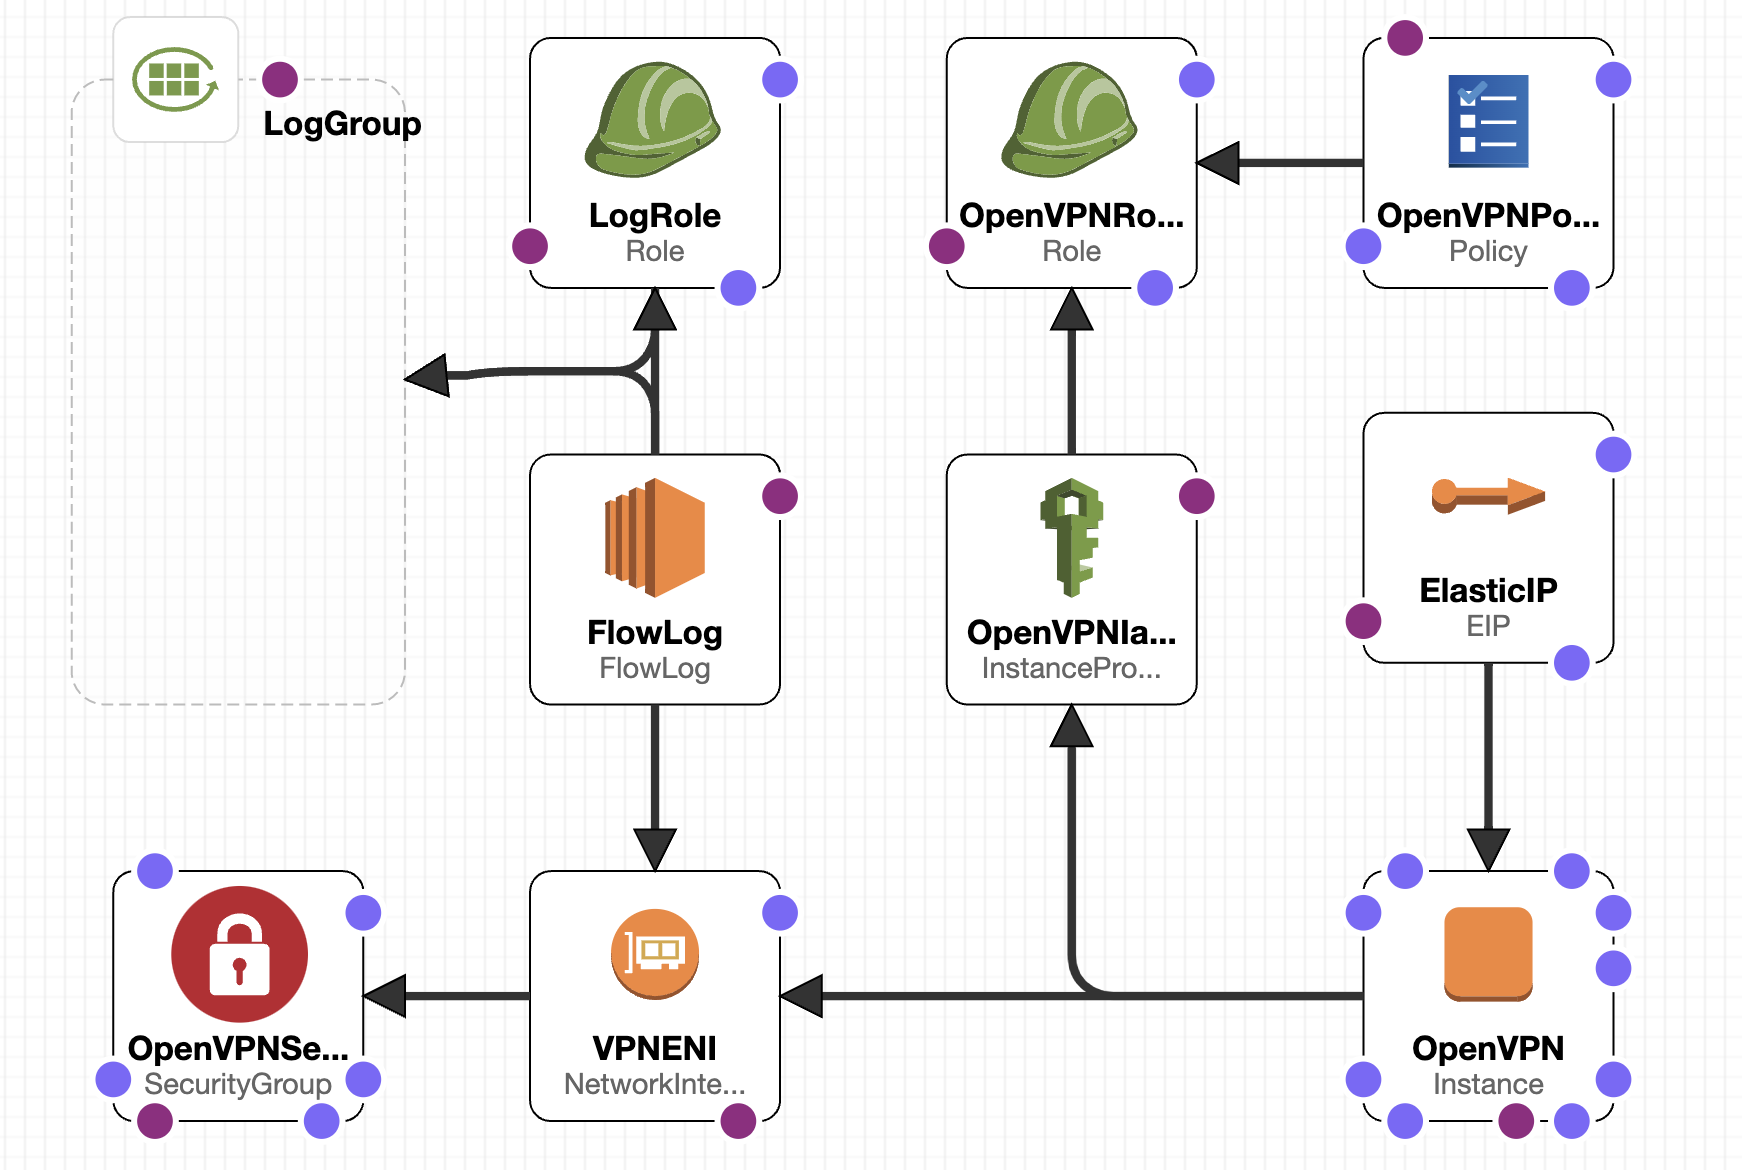 LogGroup
LogRole
Role
OpenVPNRo...
Role
OpenVPNPo...
Policy
FlowLog
FlowLog
OpenVPNIa...
InstancePro...
ElasticIP
EIP
OpenVPNSe...
SecurityGroup
VPNENI
NetworkInte...
OpenVPN
Instance